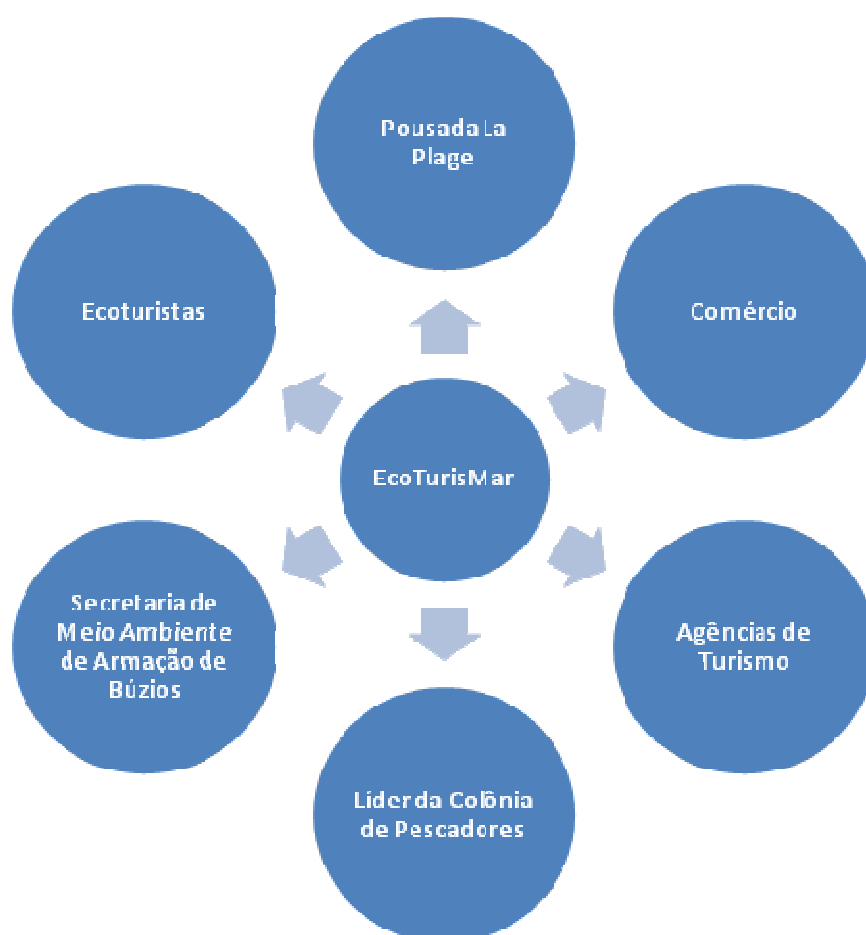 Pousada La
Plage
Ecoturistas
Comércio
EcoTurisMar
Secretaria de
Meio Ambiente
de Armação de
Búzios
Agências de
Turismo
Líder da Colônia
de Pescadores